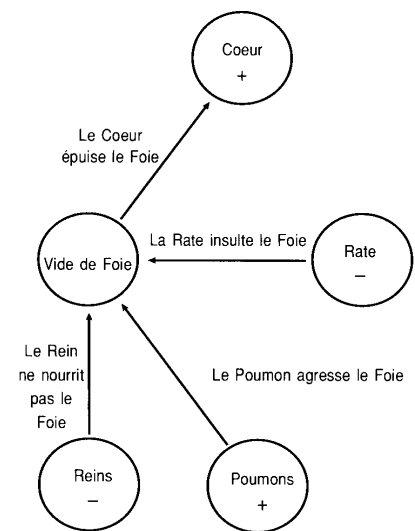 Coeur
+
Le Coeur
épuise le Foie
La Rate insulte le Foie
Rate
–
Vide de Foie
Le Rein
ne nourrit
pas le
Foie
Le Poumon agresse le Foie
Reins
–
Poumons
+